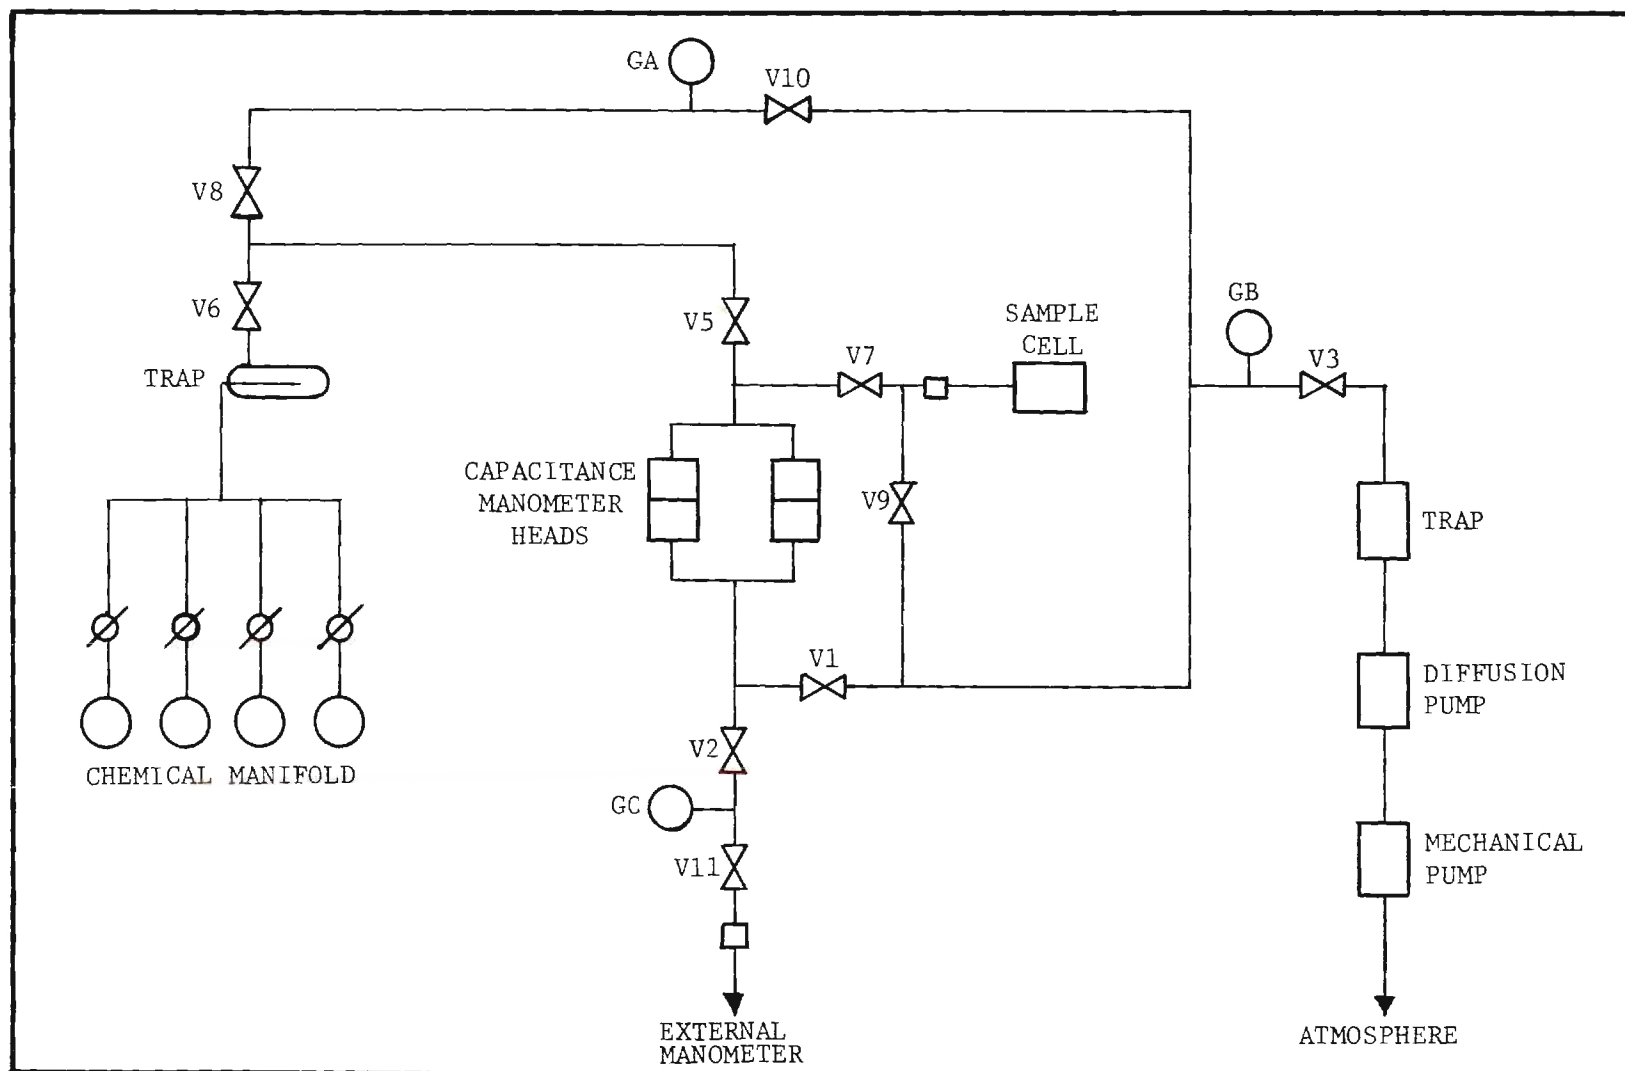 GA
V10
V8
V6
V5
SAMPLE
CELL
GB
V7
V3
TRAP
CAPACITANCE
MANOMETER
HEADS
V9
TRAP
V1
DIFFUSION
PUMP
V2
CHEMICAL MANIFOLD
GC
V11
MECHANICAL
PUMP
EXTERNAL
MANOMETER
ATMOSPHERE